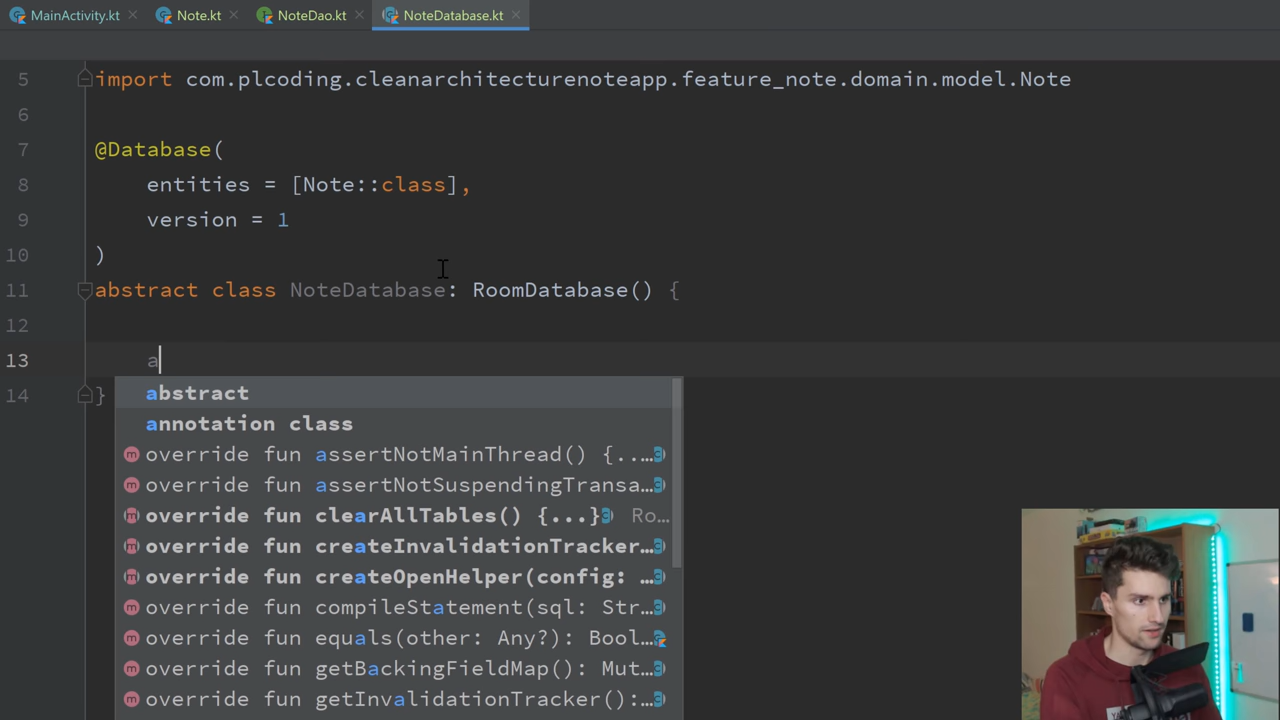 MainActivity.kt
Note.kt
NoteDao.kt
NoteDatabase.kt
5 import com.plcoding.cleanarchitecturenoteapp.feature_note.domain.model.Note
6
7 @Database(
8 entities = [Note::class],
9 version = 1
10 )
11 abstract class NoteDatabase: RoomDatabase() {
12
13 a
14 }
abstract
annotation class
override fun assertNotMainThread() {..…
override fun assertNotSuspendingTransa…
override fun clearAllTables() {...} Ro…
override fun createInvalidationTracker…
override fun createOpenHelper(config: …
override fun compileStatement(sql: Str…
override fun equals(other: Any?): Bool…
override fun getBackingFieldMap(): Mut…
override fun getInvalidationTracker():…